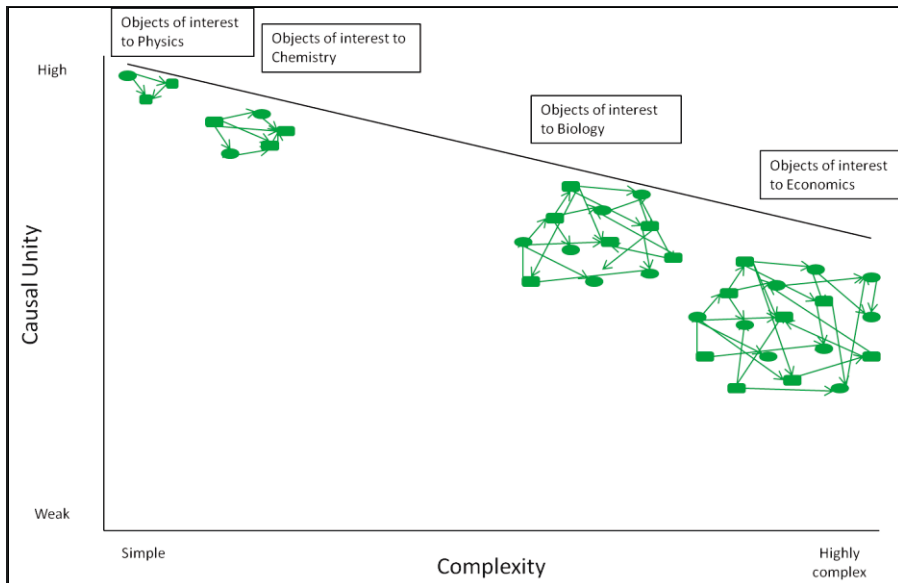 Objects of interest
to Physics
Objects of interest to
Chemistry
High
Objects of interest
to Biology
Objects of interest
to Economics
Causal Unity
Weak
Simple
Complexity
Highly
complex